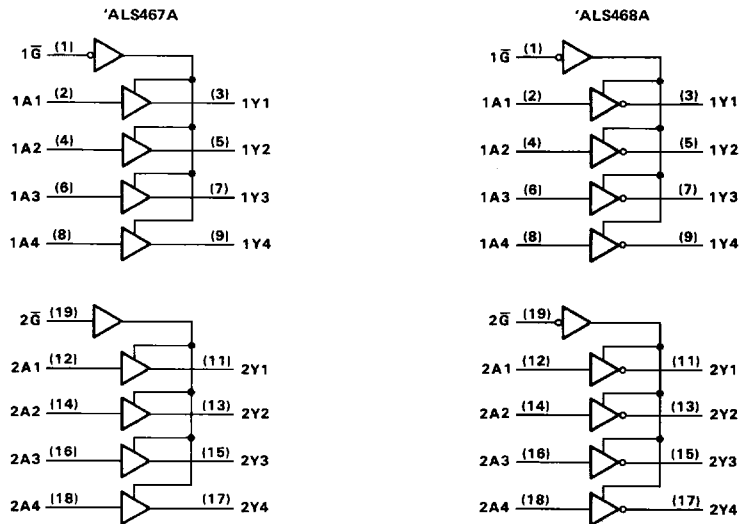 'ALS467A
1G̅ (1)
1A1 (2) (3) 1Y1
1A2 (4) (5) 1Y2
1A3 (6) (7) 1Y3
1A4 (8) (9) 1Y4
2G̅ (19)
2A1 (12) (11) 2Y1
2A2 (14) (13) 2Y2
2A3 (16) (15) 2Y3
2A4 (18) (17) 2Y4
'ALS468A
1G̅ (1)
1A1 (2) (3) 1Y1
1A2 (4) (5) 1Y2
1A3 (6) (7) 1Y3
1A4 (8) (9) 1Y4
2G̅ (19)
2A1 (12) (11) 2Y1
2A2 (14) (13) 2Y2
2A3 (16) (15) 2Y3
2A4 (18) (17) 2Y4